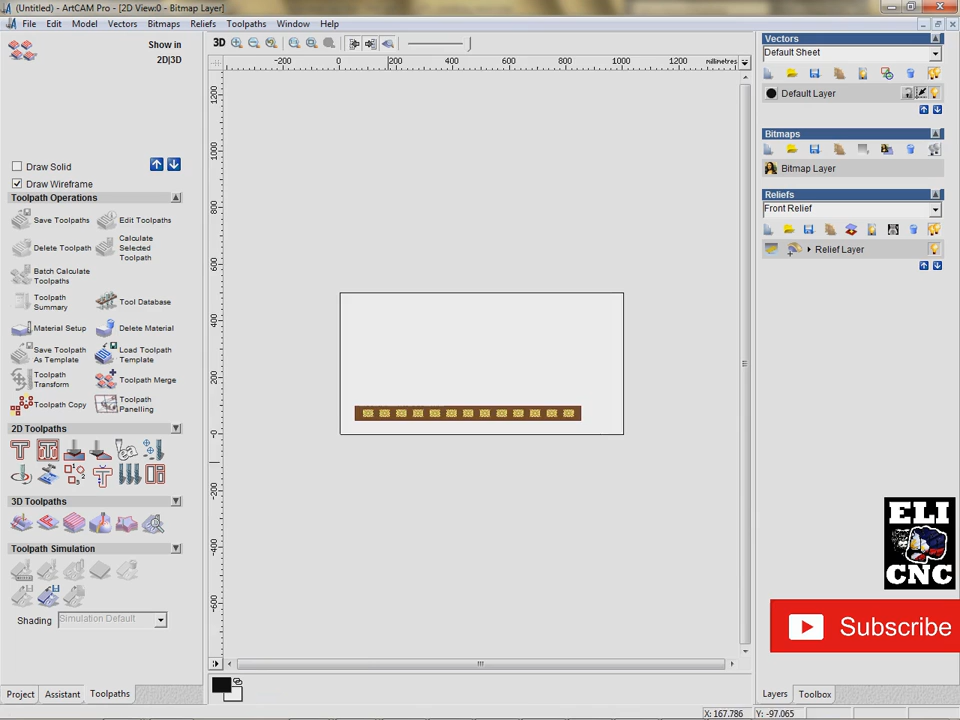 (Untitled) - ArtCAM Pro - [2D View:0 - Bitmap Layer]
File Edit Model Vectors Bitmaps Reliefs Toolpaths Window Help
Show in
2D|3D
Draw Solid
Draw Wireframe
Toolpath Operations
Save Toolpaths Edit Toolpaths
Delete Toolpath Calculate Selected Toolpath
Batch Calculate Toolpaths
Toolpath Summary Tool Database
Material Setup Delete Material
Save Toolpath As Template Load Toolpath Template
Toolpath Transform Toolpath Merge
Toolpath Copy Toolpath Panelling
2D Toolpaths
3D Toolpaths
Toolpath Simulation
Shading Simulation Default
Project Assistant Toolpaths
3D
-200 0 200 400 600 800 1000 1200 millimetres
1200
1000
800
600
400
200
-0
-200
-400
-600
Vectors
Default Sheet
Default Layer
Bitmaps
Bitmap Layer
Reliefs
Front Relief
Relief Layer
ELI
CNC
Subscribe
Layers Toolbox
X: 167.786 Y: -97.065